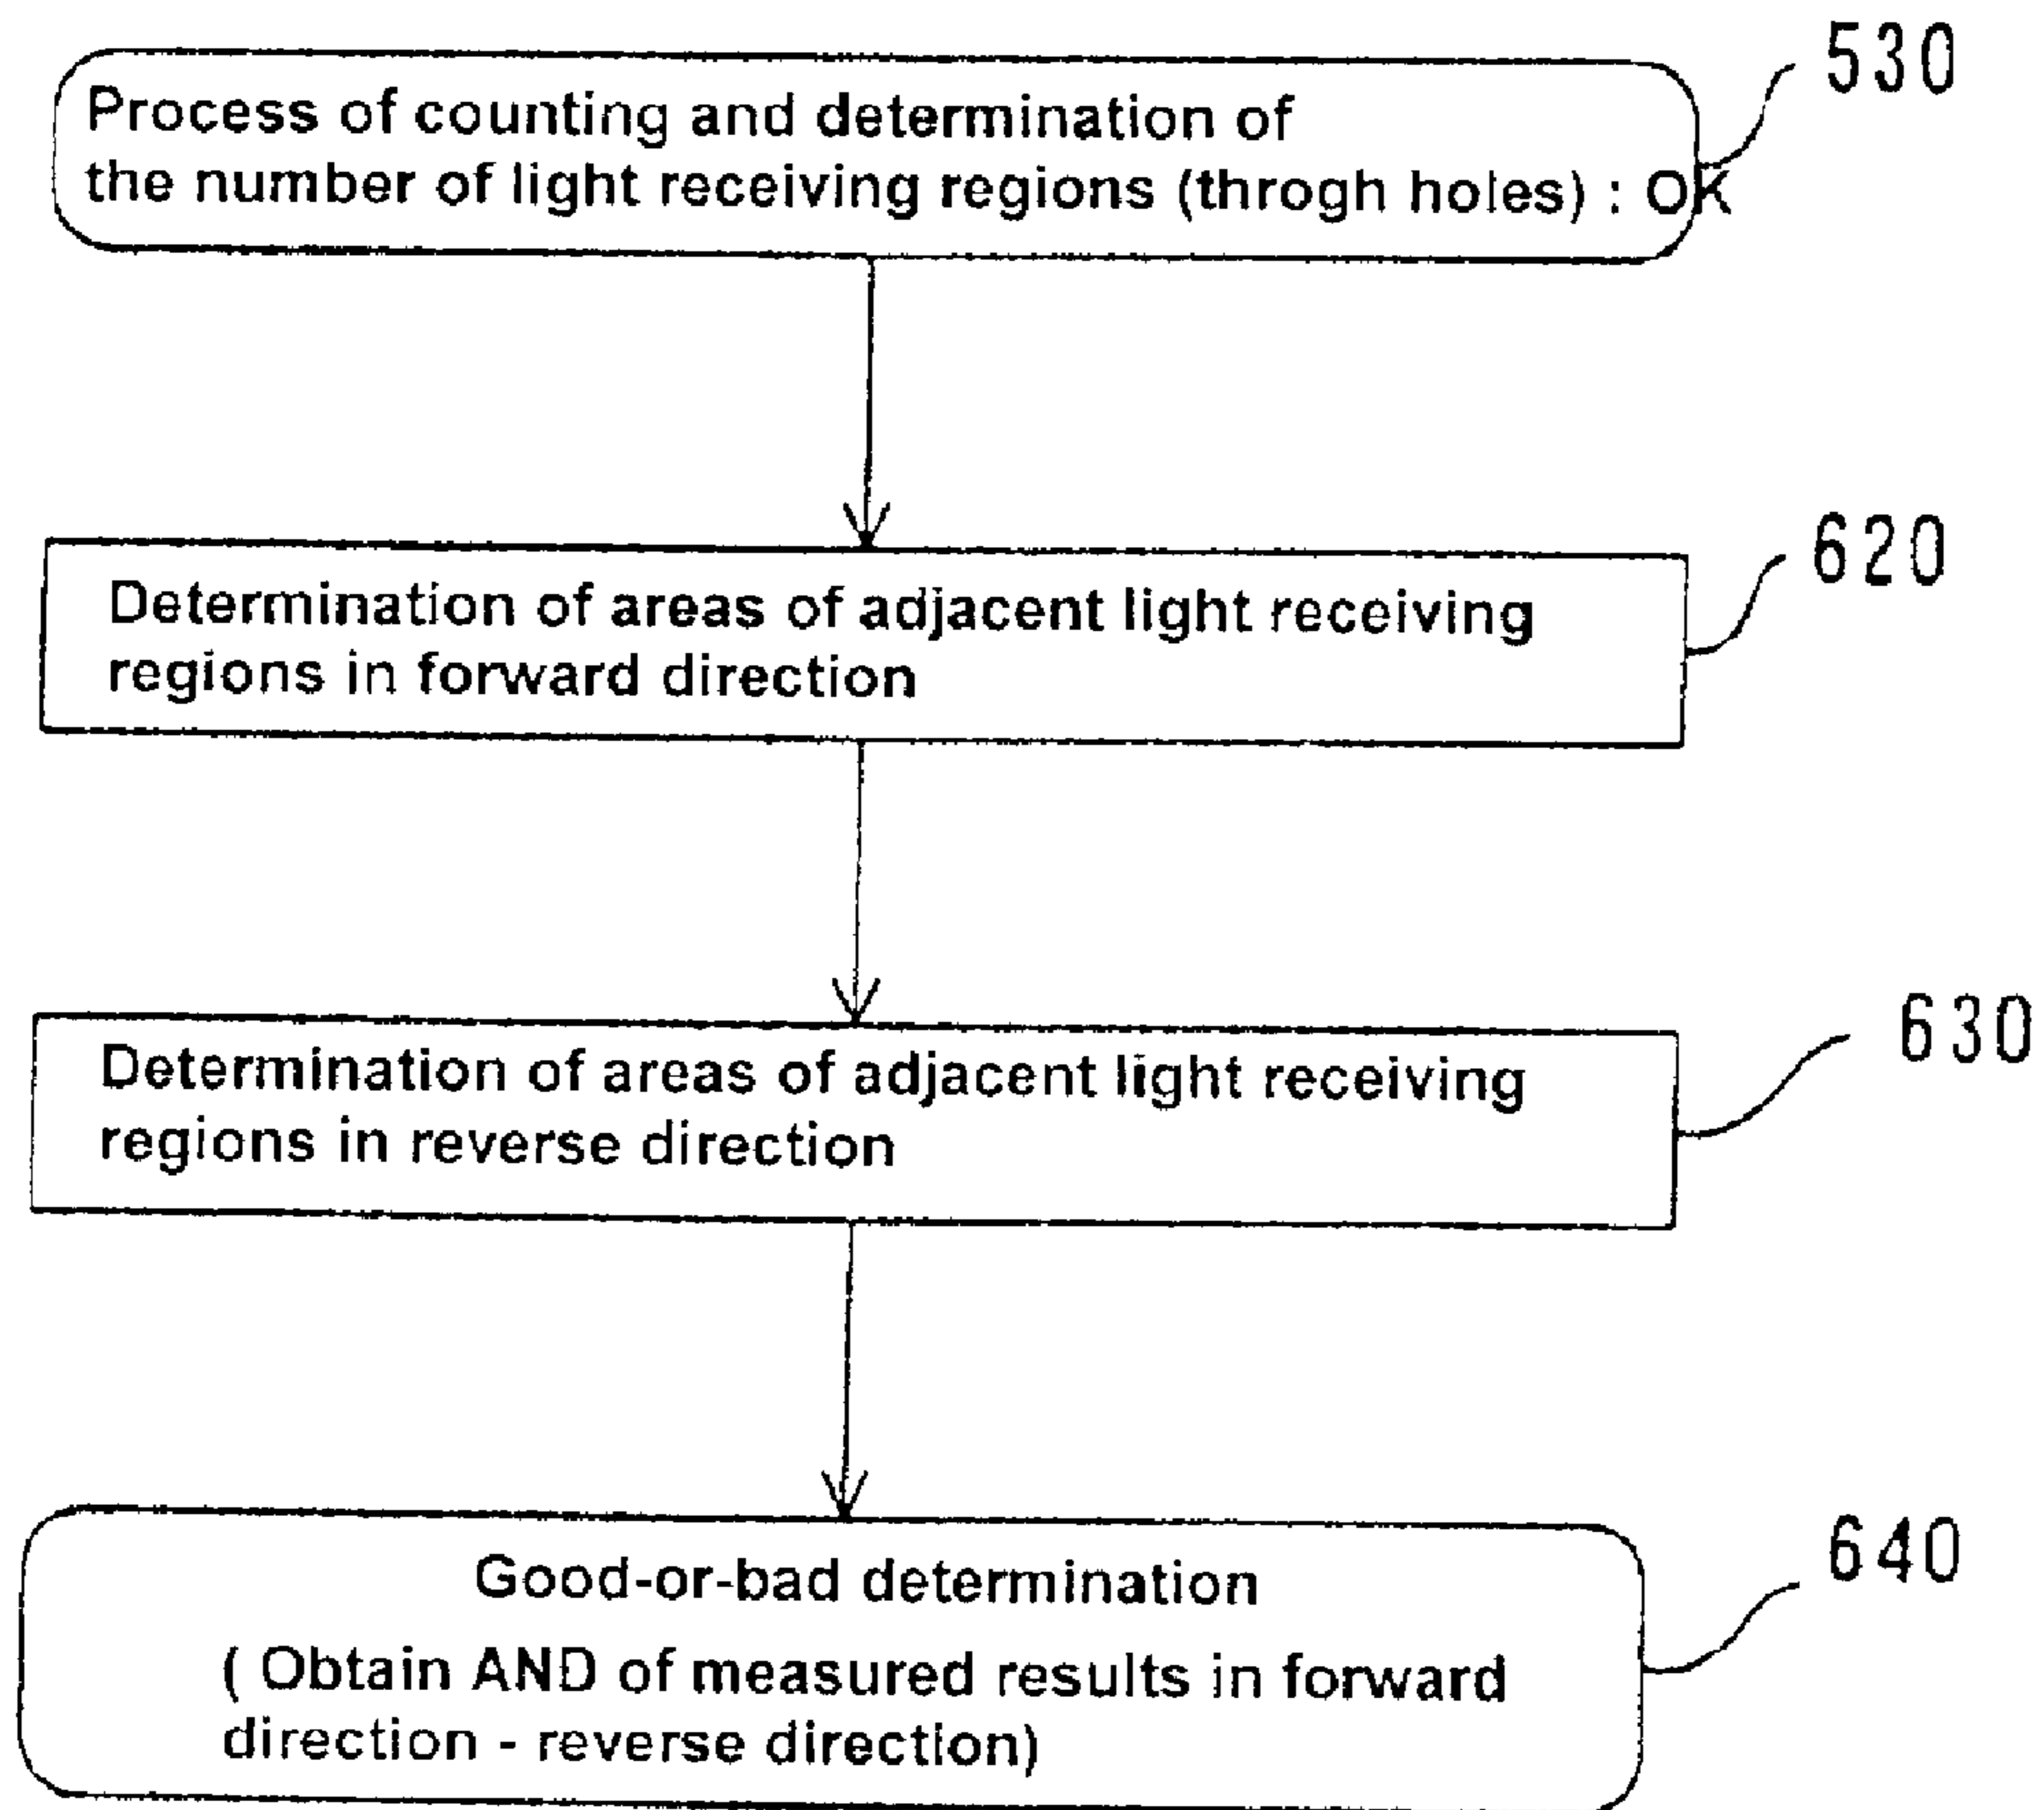 530
Process of counting and determination of
the number of light receiving regions (throgh holes) : OK
620
Determination of areas of adjacent light receiving
regions in forward direction
630
Determination of areas of adjacent light receiving
regions in reverse direction
640
Good-or-bad determination
( Obtain AND of measured results in forward
direction - reverse direction)